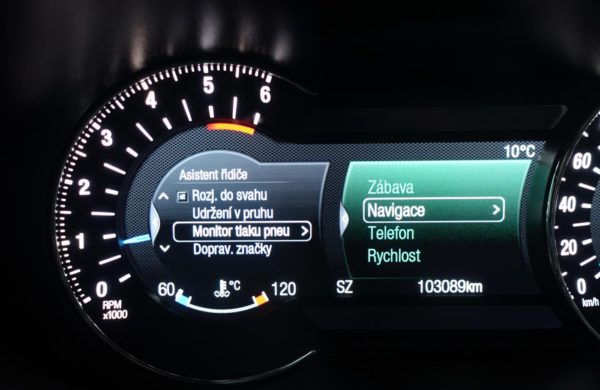 6
5
4
3
2
1
0
RPM
x1000
Asistent řidiče
Rozj. do svahu
Udržení v pruhu
Monitor tlaku pneu
Doprav. značky
60 °C 120
10°C
Zábava
Navigace
Telefon
Rychlost
SZ 103089km
60
40
20
0
km/h